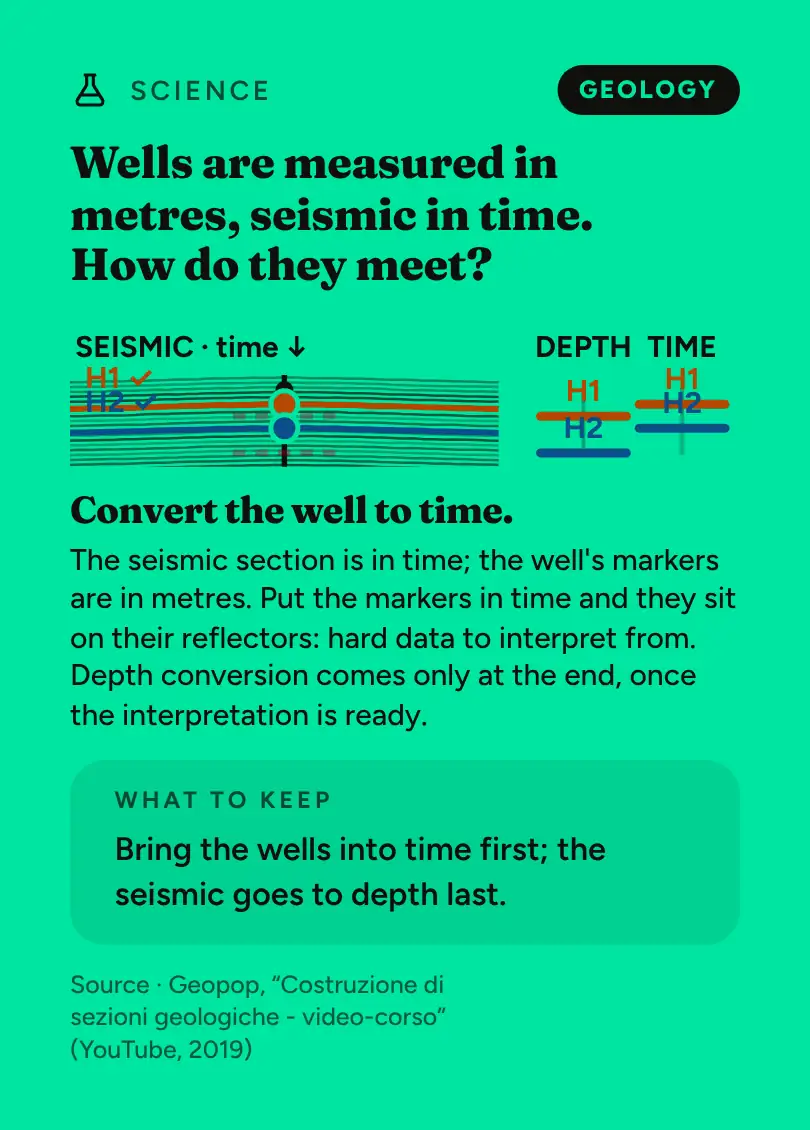 SCIENCE
GEOLOGY
Wells are measured in
metres, seismic in time.
How do they meet?
SEISMIC · time ↓
DEPTH TIME
H1 ✓
H2 ✓
H1
H2
H1
H2
Convert the well to time.
The seismic section is in time; the well's markers
are in metres. Put the markers in time and they sit
on their reflectors: hard data to interpret from.
Depth conversion comes only at the end, once
the interpretation is ready.
WHAT TO KEEP
Bring the wells into time first; the
seismic goes to depth last.
Source · Geopop, “Costruzione di
sezioni geologiche - video-corso”
(YouTube, 2019)